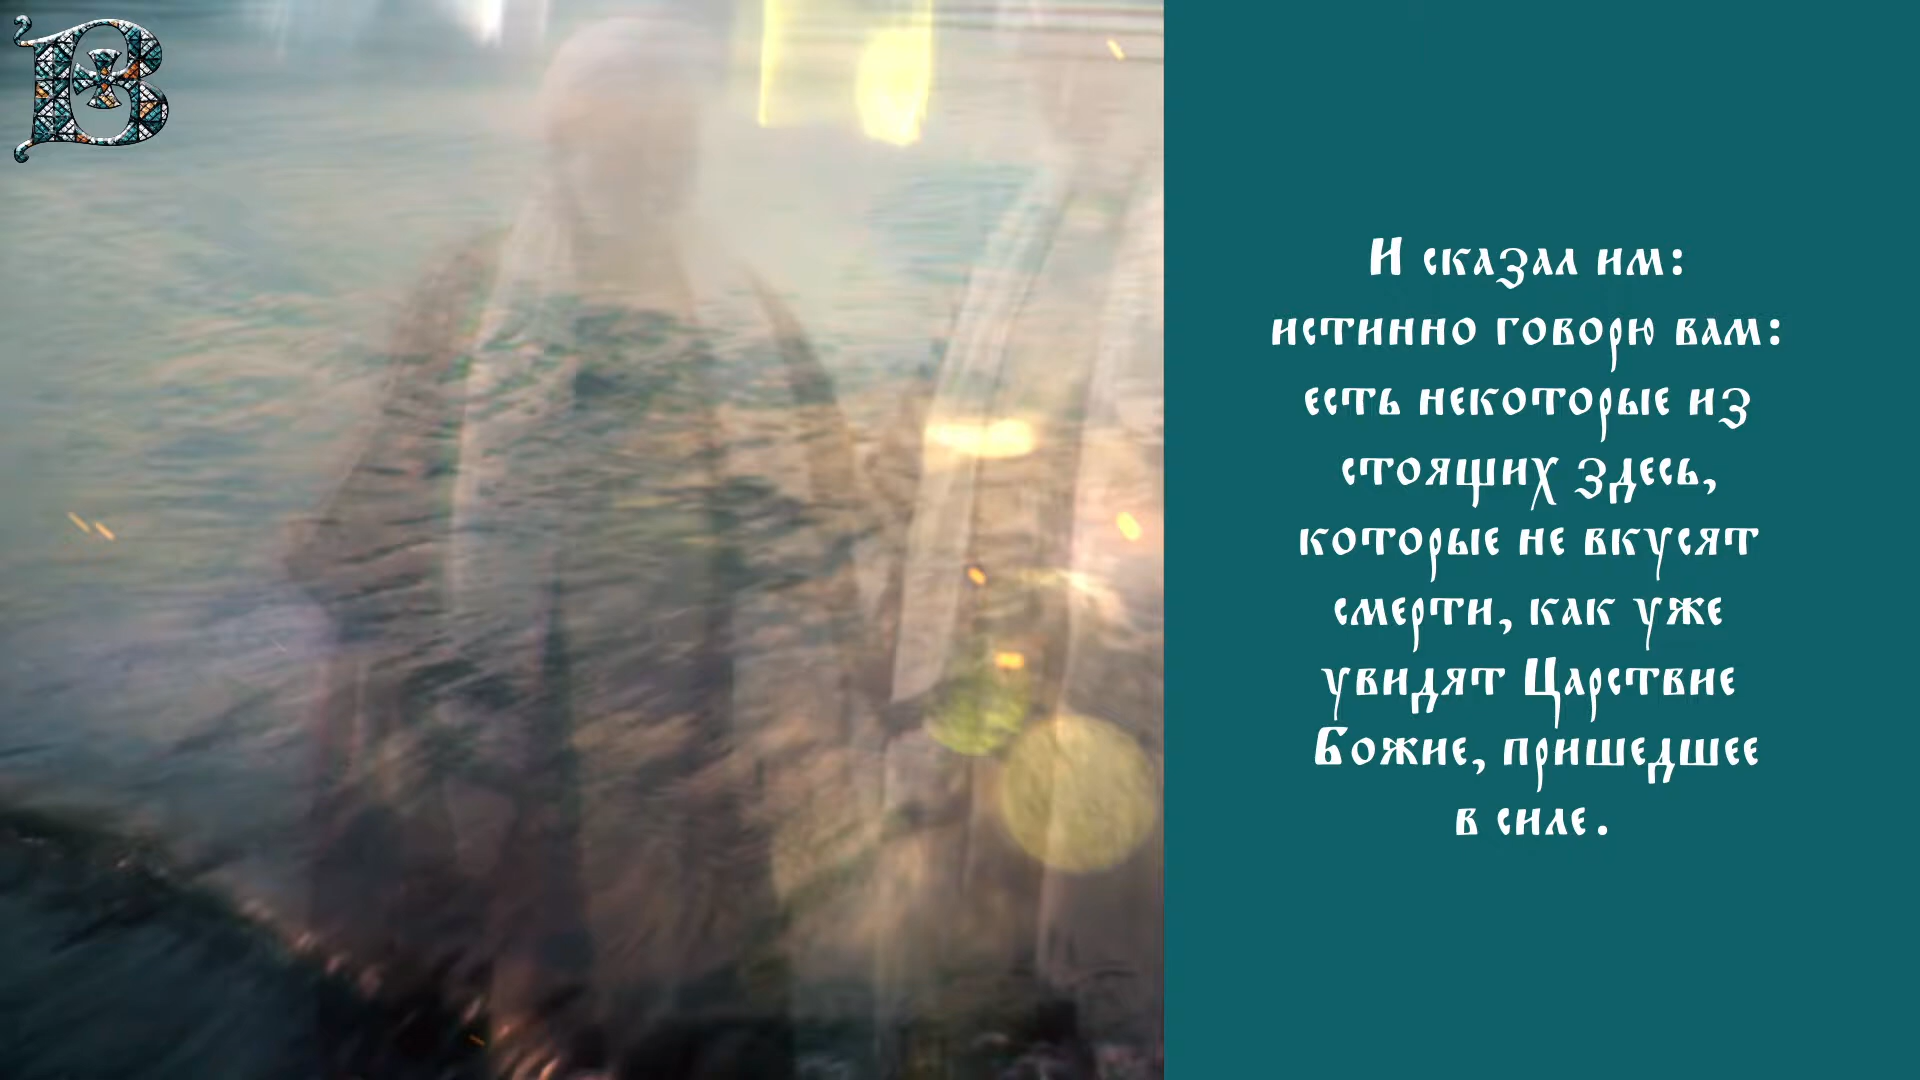 И сказал им:
истинно говорю вам:
есть некоторые из
стоящих здесь,
которые не вкусят
смерти, как уже
увидят Царствие
Божие, пришедшее
в силе.